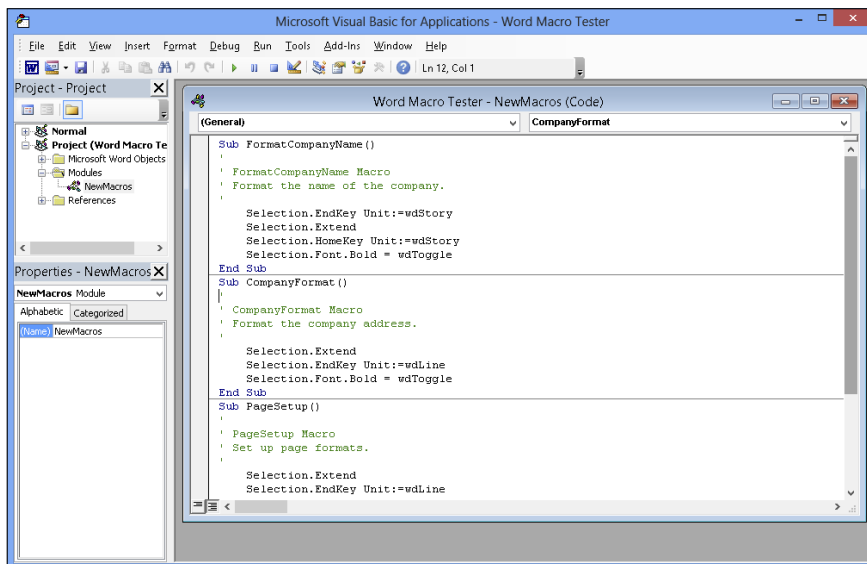 Microsoft Visual Basic for Applications - Word Macro Tester
File Edit View Insert Format Debug Run Tools Add-Ins Window Help
Ln 12, Col 1
Project - Project
Normal
Project (Word Macro Te
Microsoft Word Objects
Modules
NewMacros
References
Properties - NewMacros
NewMacros Module
Alphabetic Categorized
(Name) NewMacros
Word Macro Tester - NewMacros (Code)
(General) CompanyFormat
Sub FormatCompanyName()
'
' FormatCompanyName Macro
' Format the name of the company.
'
Selection.EndKey Unit:=wdStory
Selection.Extend
Selection.HomeKey Unit:=wdStory
Selection.Font.Bold = wdToggle
End Sub
Sub CompanyFormat()
'
' CompanyFormat Macro
' Format the company address.
'
Selection.Extend
Selection.EndKey Unit:=wdLine
Selection.Font.Bold = wdToggle
End Sub
Sub PageSetup()
'
' PageSetup Macro
' Set up page formats.
'
Selection.Extend
Selection.EndKey Unit:=wdLine